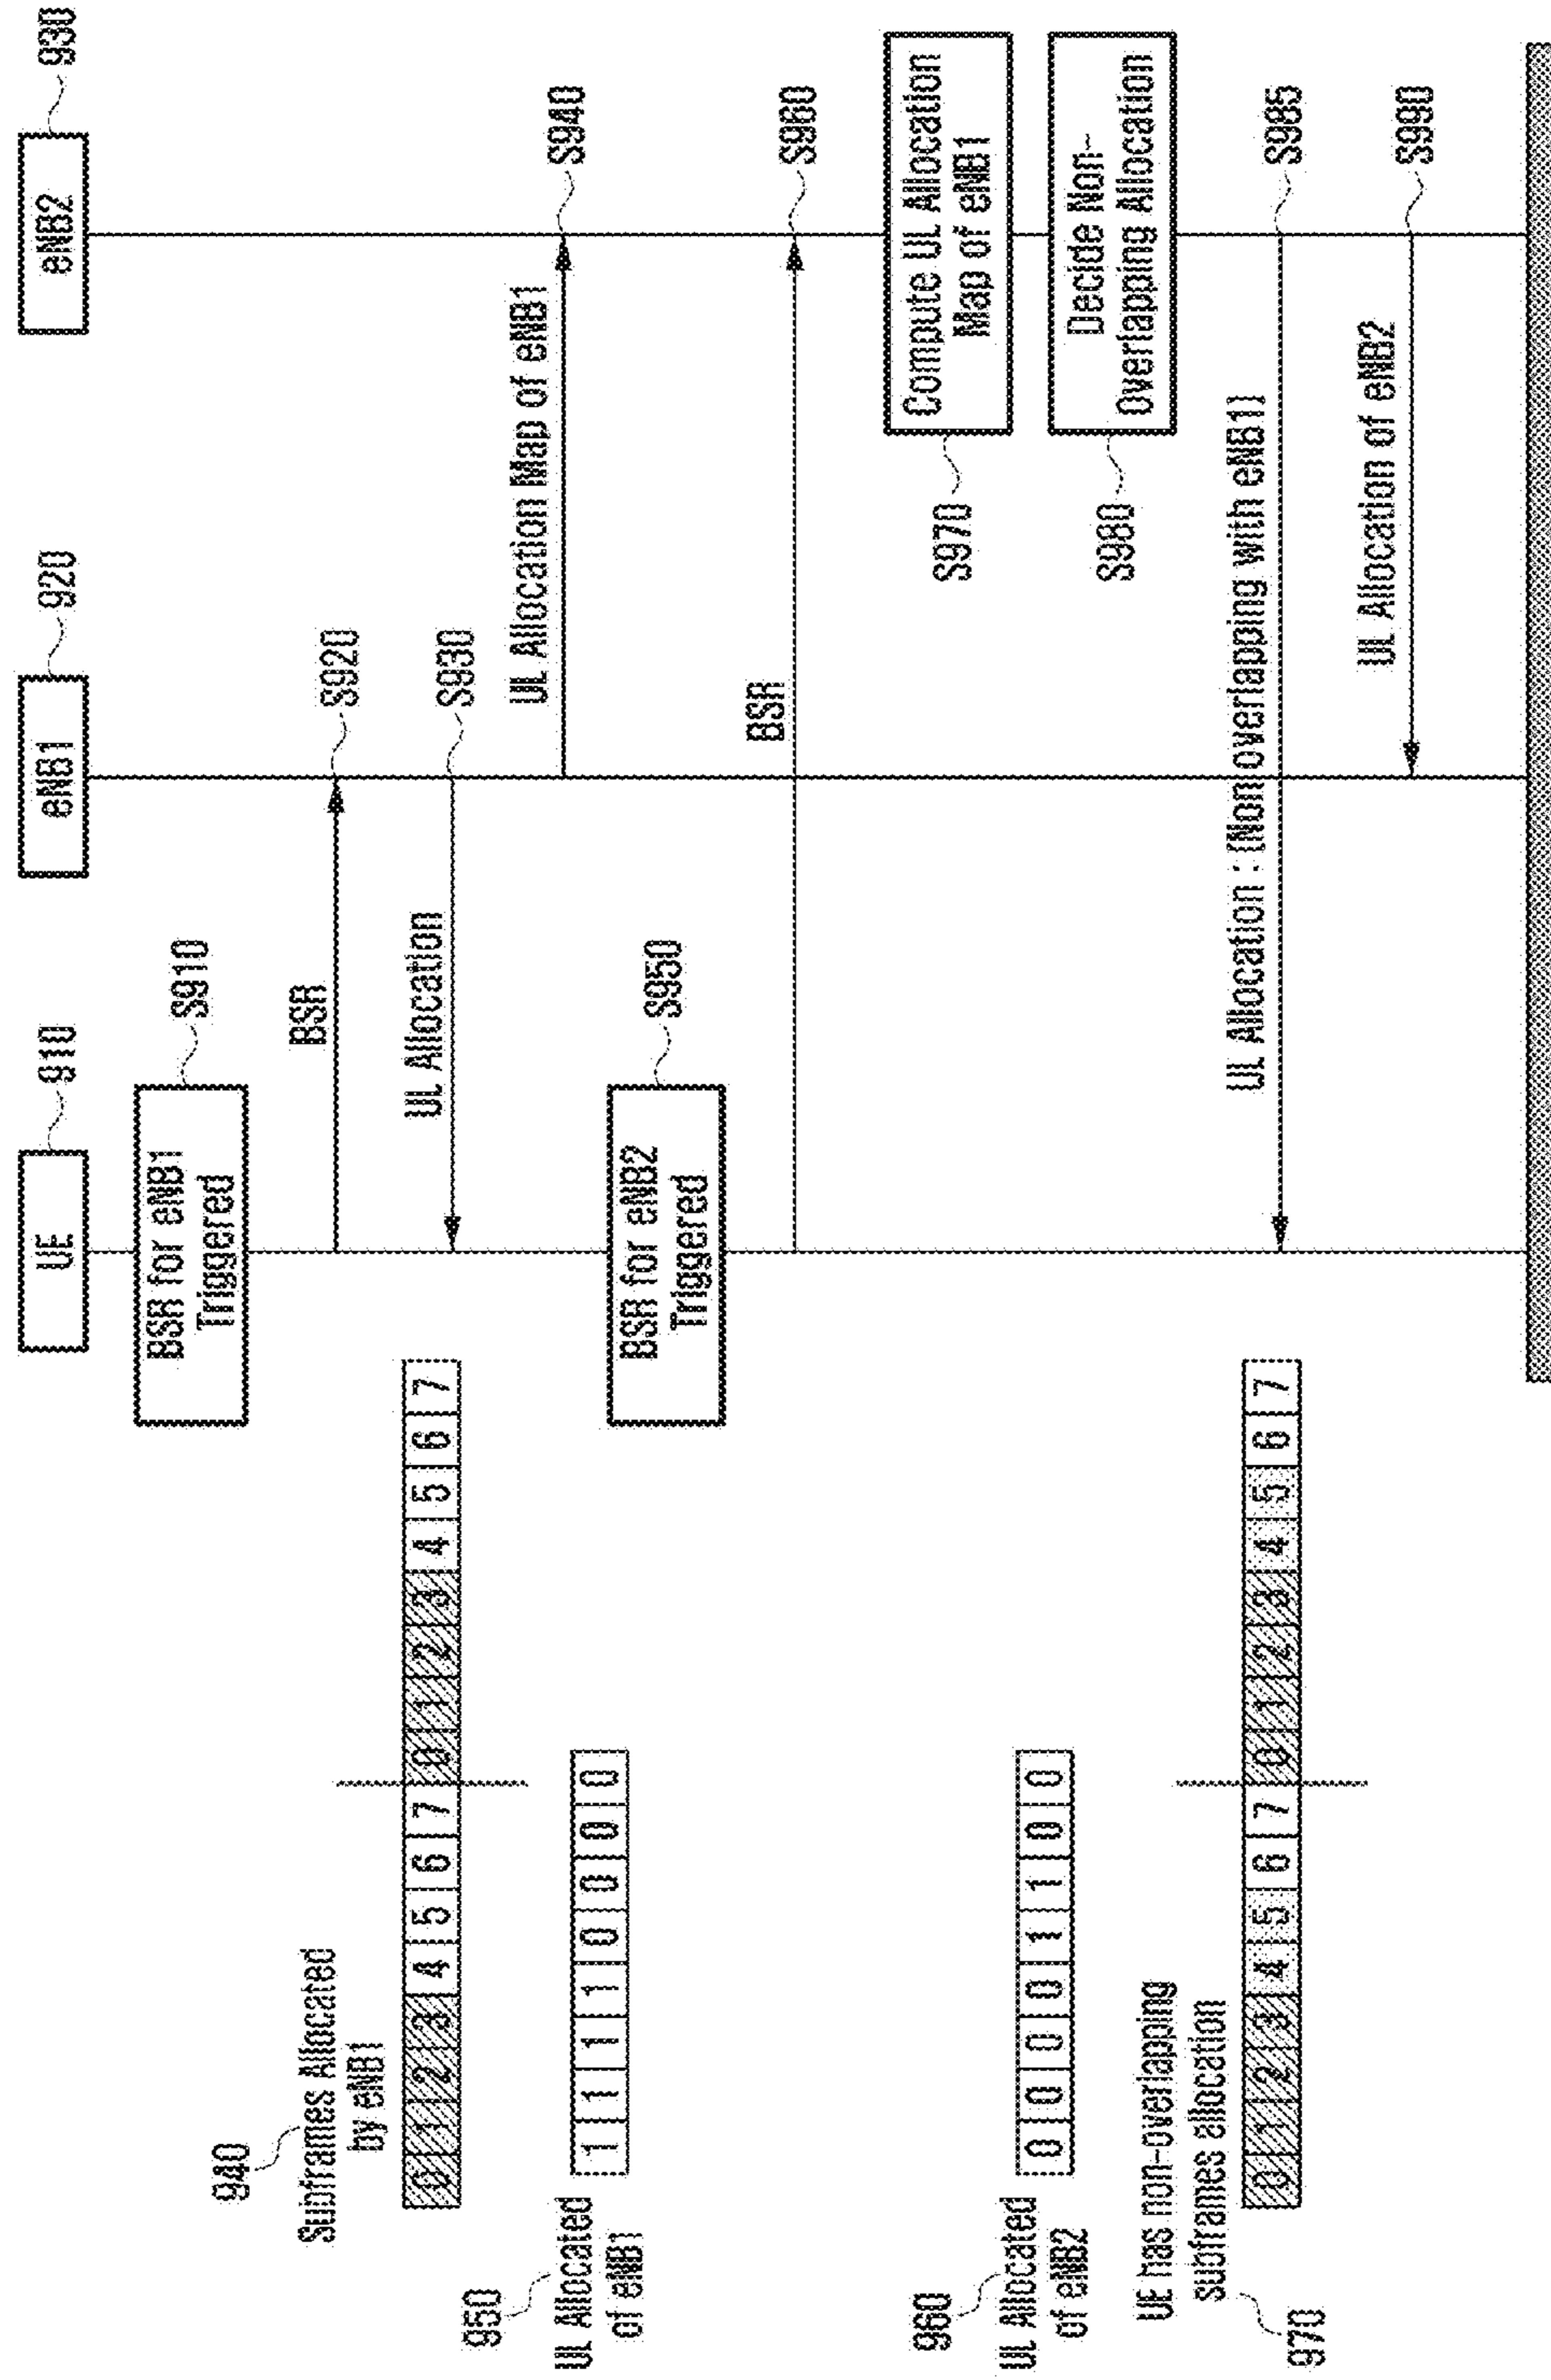 UE
910
eNB1
920
eNB2
930
BSR for eNB1
Triggered
S910
BSR
S920
940
Subframes Allocated
by eNB1
0 1 2 3 4 5 6 7 0 1 2 3 4 5 6 7
UL Allocation
S930
UL Allocation Map of eNB1
S940
950
UL Allocated
of eNB1
1 1 1 1 0 0 0 0
BSR for eNB2
Triggered
S950
BSR
S960
Compute UL Allocation
Map of eNB1
S970
960
UL Allocated
of eNB2
0 0 0 0 1 1 0 0
Decide Non-
Overlapping Allocation
S980
970
UE has non-overlapping
subframes allocation
0 1 2 3 4 5 6 7 0 1 2 3 4 5 6 7
UL Allocation : (Non overlapping with eNB1)
S985
UL Allocation of eNB2
S990